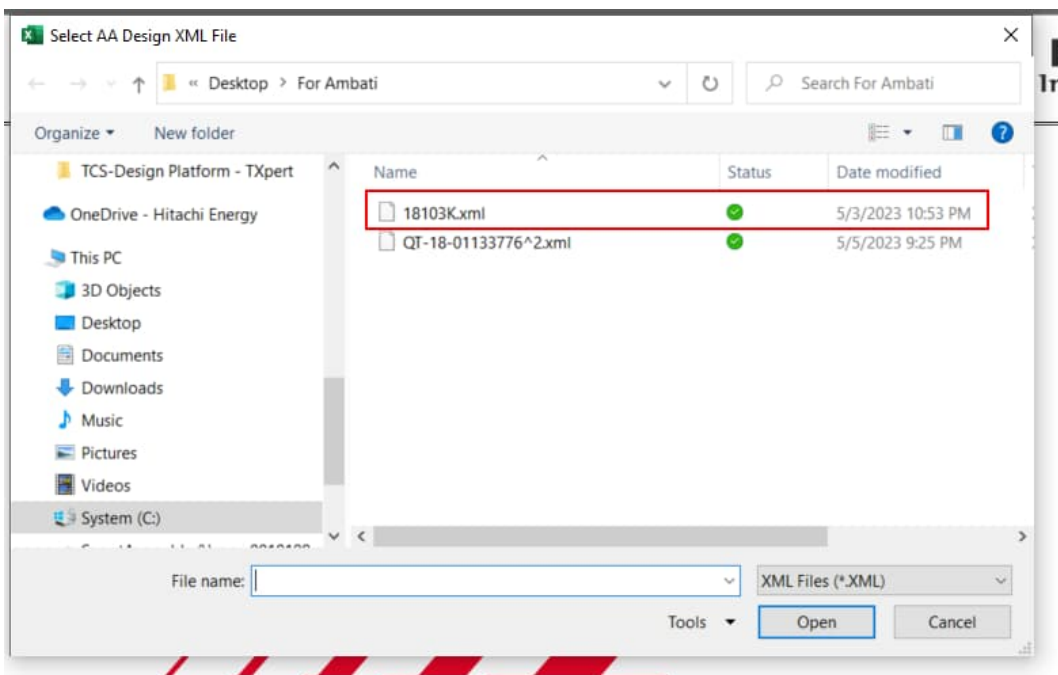 Select AA Design XML File
« Desktop > For Ambati
Search For Ambati
Organize
New folder
TCS-Design Platform - TXpert
OneDrive - Hitachi Energy
This PC
3D Objects
Desktop
Documents
Downloads
Music
Pictures
Videos
System (C:)
Name Status Date modified
18103K.xml 5/3/2023 10:53 PM
QT-18-01133776^2.xml 5/5/2023 9:25 PM
File name:
XML Files (*.XML)
Tools
Open
Cancel